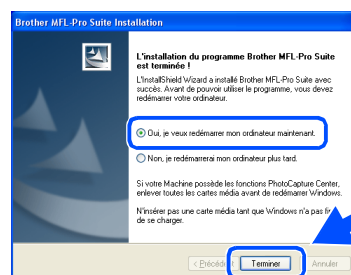 Brother MFL-Pro Suite Installation
L'installation du programme Brother MFL-Pro Suite
est terminée !
L'InstallShield Wizard a installé Brother MFL-Pro Suite avec
succès. Avant de pouvoir utiliser le programme, vous devez
redémarrer votre ordinateur.
Oui, je veux redémarrer mon ordinateur maintenant.
Non, je redémarrerai mon ordinateur plus tard.
Si votre Machine possède les fonctions PhotoCapture Center,
enlever toutes les cartes média avant de redémarrer Windows.
N'insérer pas une carte média tant que Windows n'a pas
de se charger.
< Précéd
Terminer
Annuler